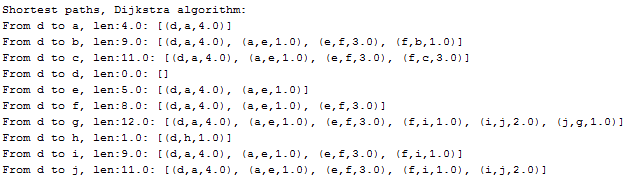 Shortest paths, Dijkstra algorithm:
From d to a, len:4.0: [(d,a,4.0)]
From d to b, len:9.0: [(d,a,4.0), (a,e,1.0), (e,f,3.0), (f,b,1.0)]
From d to c, len:11.0: [(d,a,4.0), (a,e,1.0), (e,f,3.0), (f,c,3.0)]
From d to d, len:0.0: []
From d to e, len:5.0: [(d,a,4.0), (a,e,1.0)]
From d to f, len:8.0: [(d,a,4.0), (a,e,1.0), (e,f,3.0)]
From d to g, len:12.0: [(d,a,4.0), (a,e,1.0), (e,f,3.0), (f,i,1.0), (i,j,2.0), (j,g,1.0)]
From d to h, len:1.0: [(d,h,1.0)]
From d to i, len:9.0: [(d,a,4.0), (a,e,1.0), (e,f,3.0), (f,i,1.0)]
From d to j, len:11.0: [(d,a,4.0), (a,e,1.0), (e,f,3.0), (f,i,1.0), (i,j,2.0)]